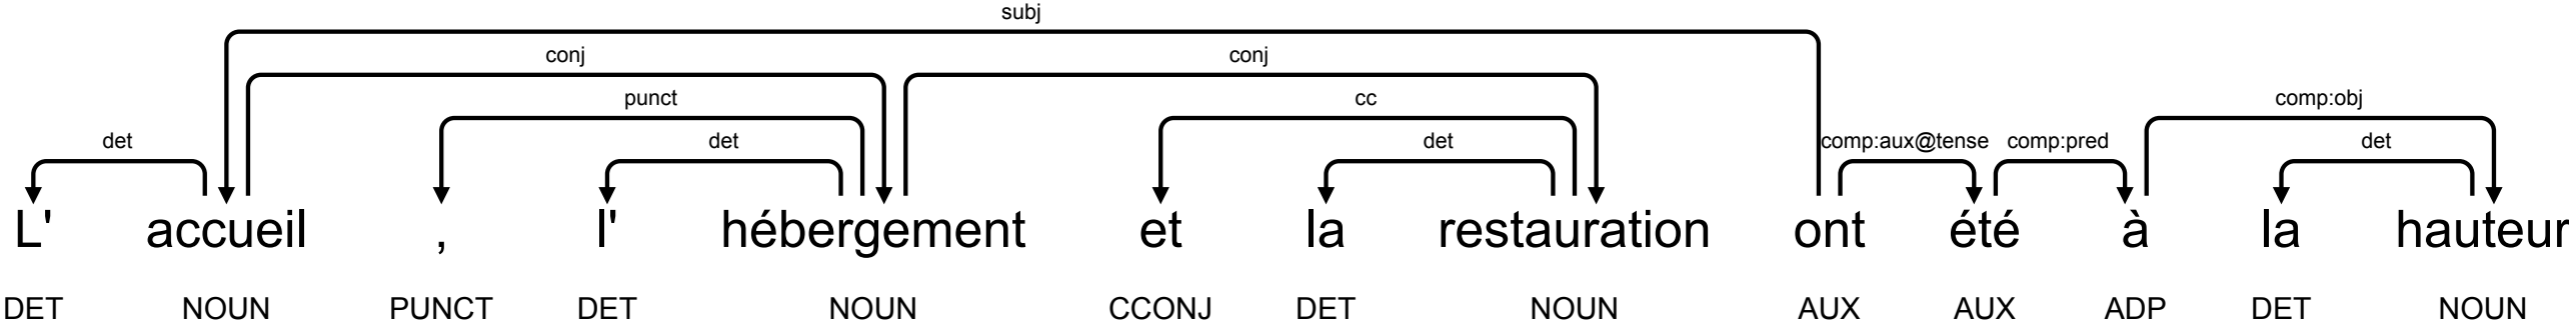 subj
conj conj
punct cc comp:obj
det det det comp:aux@tense comp:pred det
L' accueil , l' hébergement et la restauration ont été à la hauteur
DET NOUN PUNCT DET NOUN CCONJ DET NOUN AUX AUX ADP DET NOUN